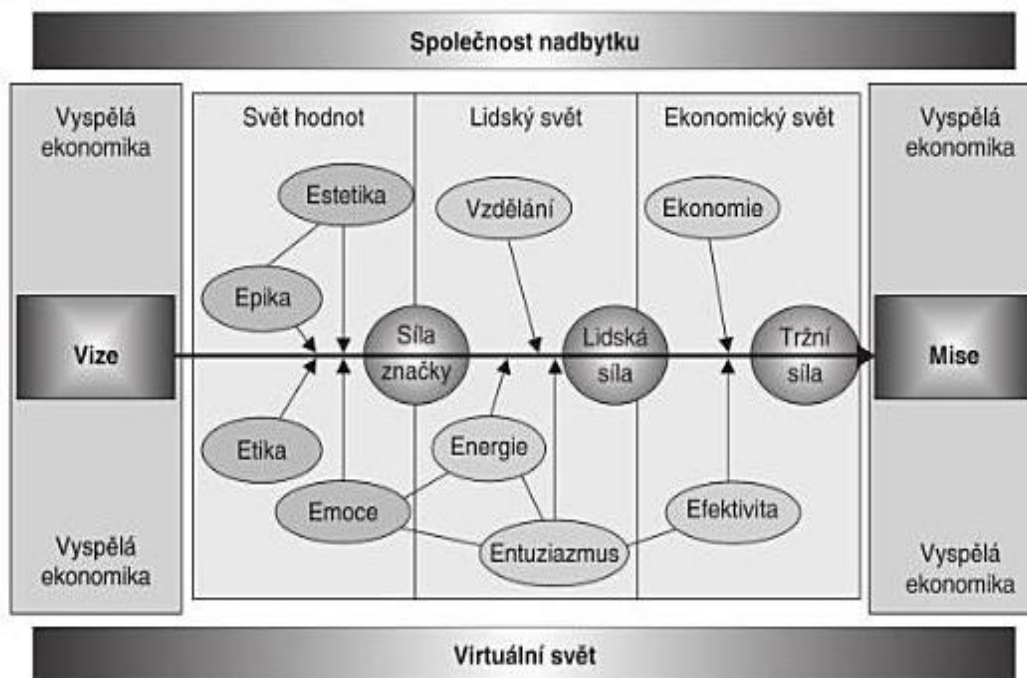 Společnost nadbytku
Vyspělá
ekonomika
Svět hodnot
Lidský svět
Ekonomický svět
Vyspělá
ekonomika
Estetika
Vzdělání
Ekonomie
Epika
Vize
Síla
značky
Lidská
síla
Tržní
síla
Mise
Etika
Energie
Emoce
Efektivita
Entuziazmus
Vyspělá
ekonomika
Vyspělá
ekonomika
Virtuální svět